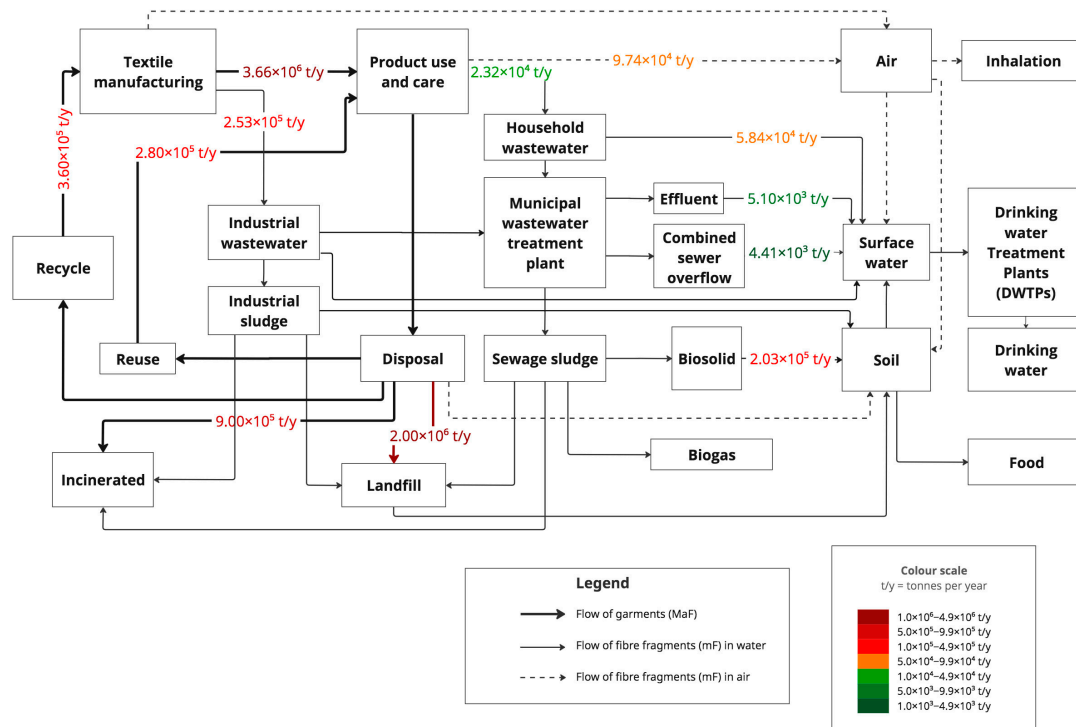 Textile
manufacturing
3.66×10⁶ t/y
Product use
and care
2.32×10⁴ t/y
9.74×10⁴ t/y
Air
Inhalation
3.60×10⁵ t/y
2.53×10⁵ t/y
2.80×10⁵ t/y
Household
wastewater
5.84×10⁴ t/y
Industrial
wastewater
Municipal
wastewater
treatment
plant
Effluent
5.10×10³ t/y
Combined
sewer
overflow
4.41×10³ t/y
Surface
water
Drinking
water
Treatment
Plants
(DWTPs)
Recycle
Industrial
sludge
Reuse
Disposal
Sewage sludge
Biosolid
2.03×10⁵ t/y
Soil
Drinking
water
9.00×10⁵ t/y
2.00×10⁶ t/y
Incinerated
Landfill
Biogas
Food
Legend
Flow of garments (MaF)
Flow of fibre fragments (mF) in water
Flow of fibre fragments (mF) in air
Colour scale
t/y = tonnes per year
1.0×10⁶–4.9×10⁶ t/y
5.0×10⁵–9.9×10⁵ t/y
1.0×10⁵–4.9×10⁵ t/y
5.0×10⁴–9.9×10⁴ t/y
1.0×10⁴–4.9×10⁴ t/y
5.0×10³–9.9×10³ t/y
1.0×10³–4.9×10³ t/y